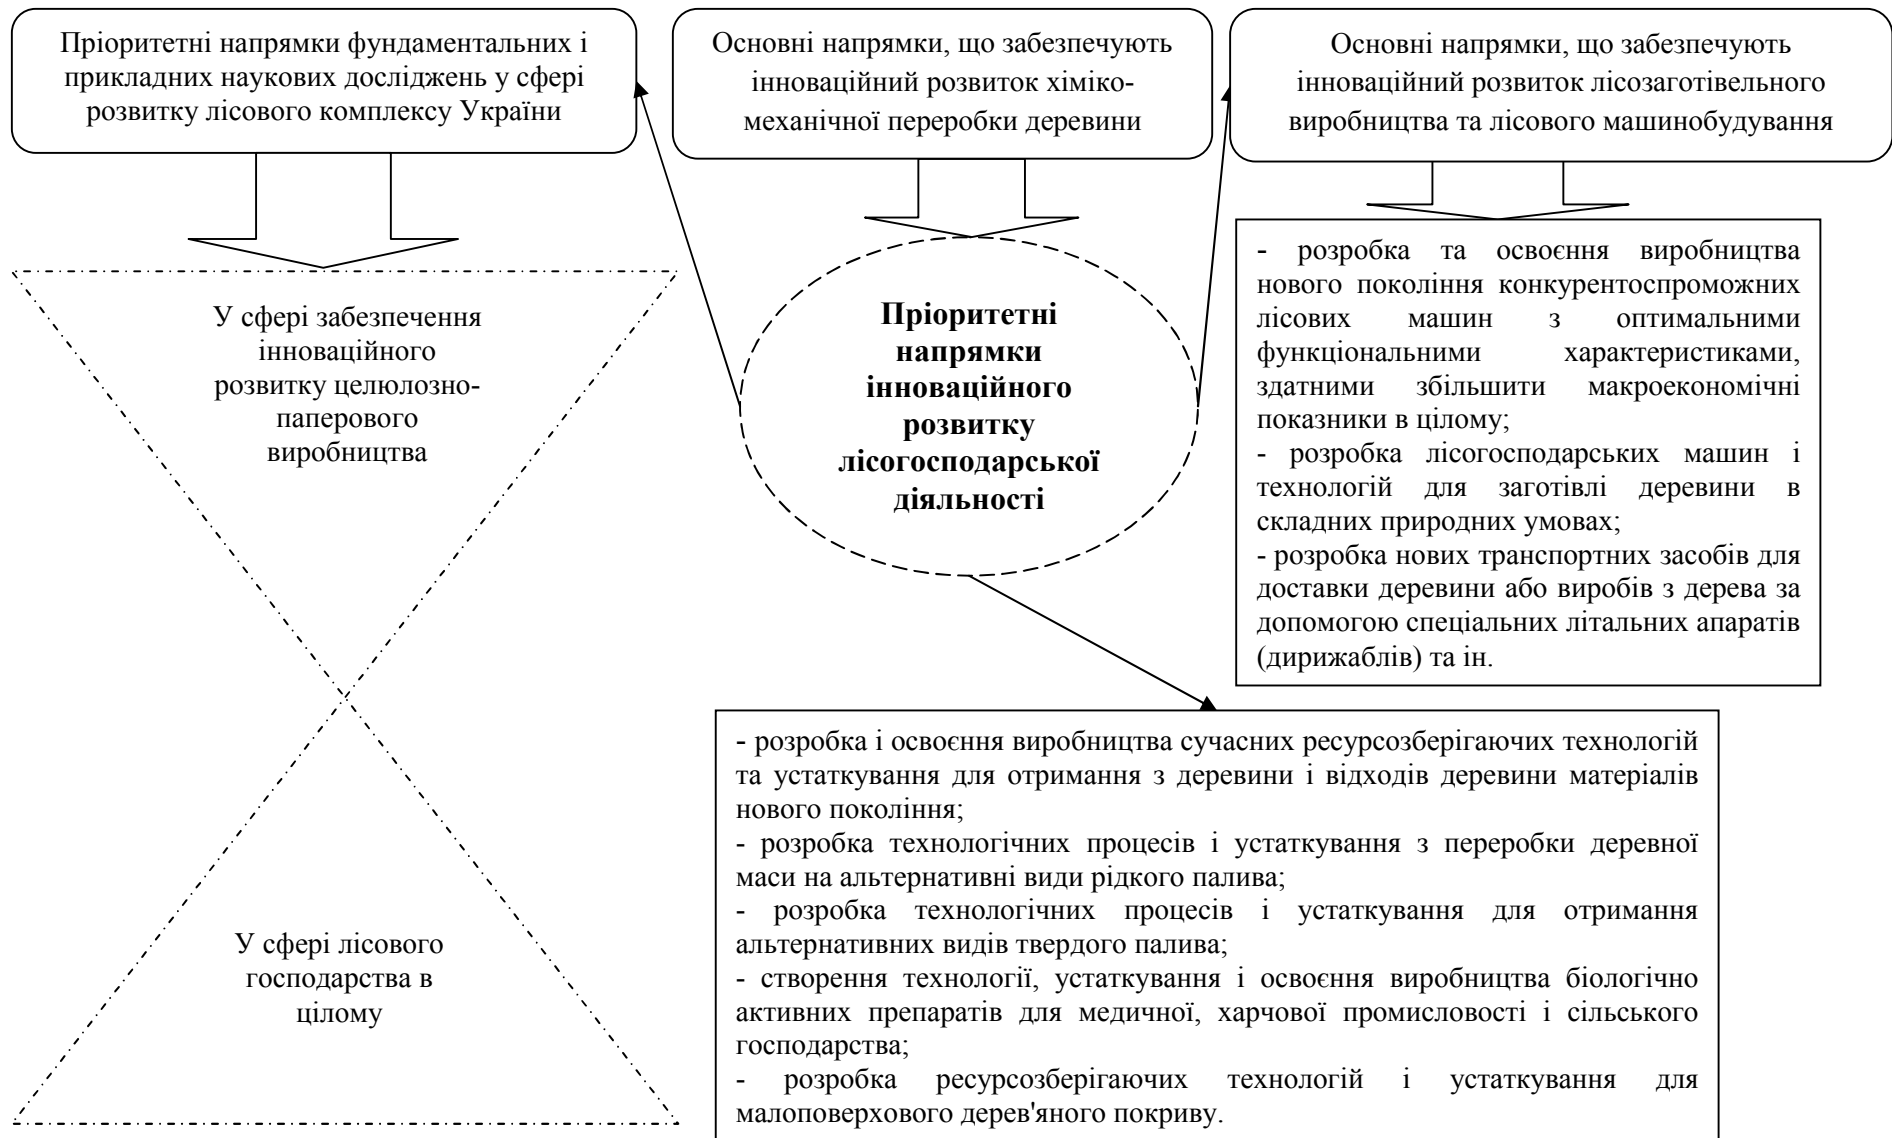 Пріоритетні напрямки фундаментальних і
прикладних наукових досліджень у сфері
розвитку лісового комплексу України
Основні напрямки, що забезпечують
інноваційний розвиток хіміко-
механічної переробки деревини
Основні напрямки, що забезпечують
інноваційний розвиток лісозаготівельного
виробництва та лісового машинобудування
У сфері забезпечення
інноваційного
розвитку целюлозно-
паперового
виробництва
Пріоритетні
напрямки
інноваційного
розвитку
лісогосподарської
діяльності
- розробка та освоєння виробництва
нового покоління конкурентоспроможних
лісових машин з оптимальними
функціональними характеристиками,
здатними збільшити макроекономічні
показники в цілому;
- розробка лісогосподарських машин і
технологій для заготівлі деревини в
складних природних умовах;
- розробка нових транспортних засобів для
доставки деревини або виробів з дерева за
допомогою спеціальних літальних апаратів
(дирижаблів) та ін.
У сфері лісового
господарства в
цілому
- розробка і освоєння виробництва сучасних ресурсозберігаючих технологій
та устаткування для отримання з деревини і відходів деревини матеріалів
нового покоління;
- розробка технологічних процесів і устаткування з переробки деревної
маси на альтернативні види рідкого палива;
- розробка технологічних процесів і устаткування для отримання
альтернативних видів твердого палива;
- створення технології, устаткування і освоєння виробництва біологічно
активних препаратів для медичної, харчової промисловості і сільського
господарства;
- розробка ресурсозберігаючих технологій і устаткування для
малоповерхового дерев'яного покриву.